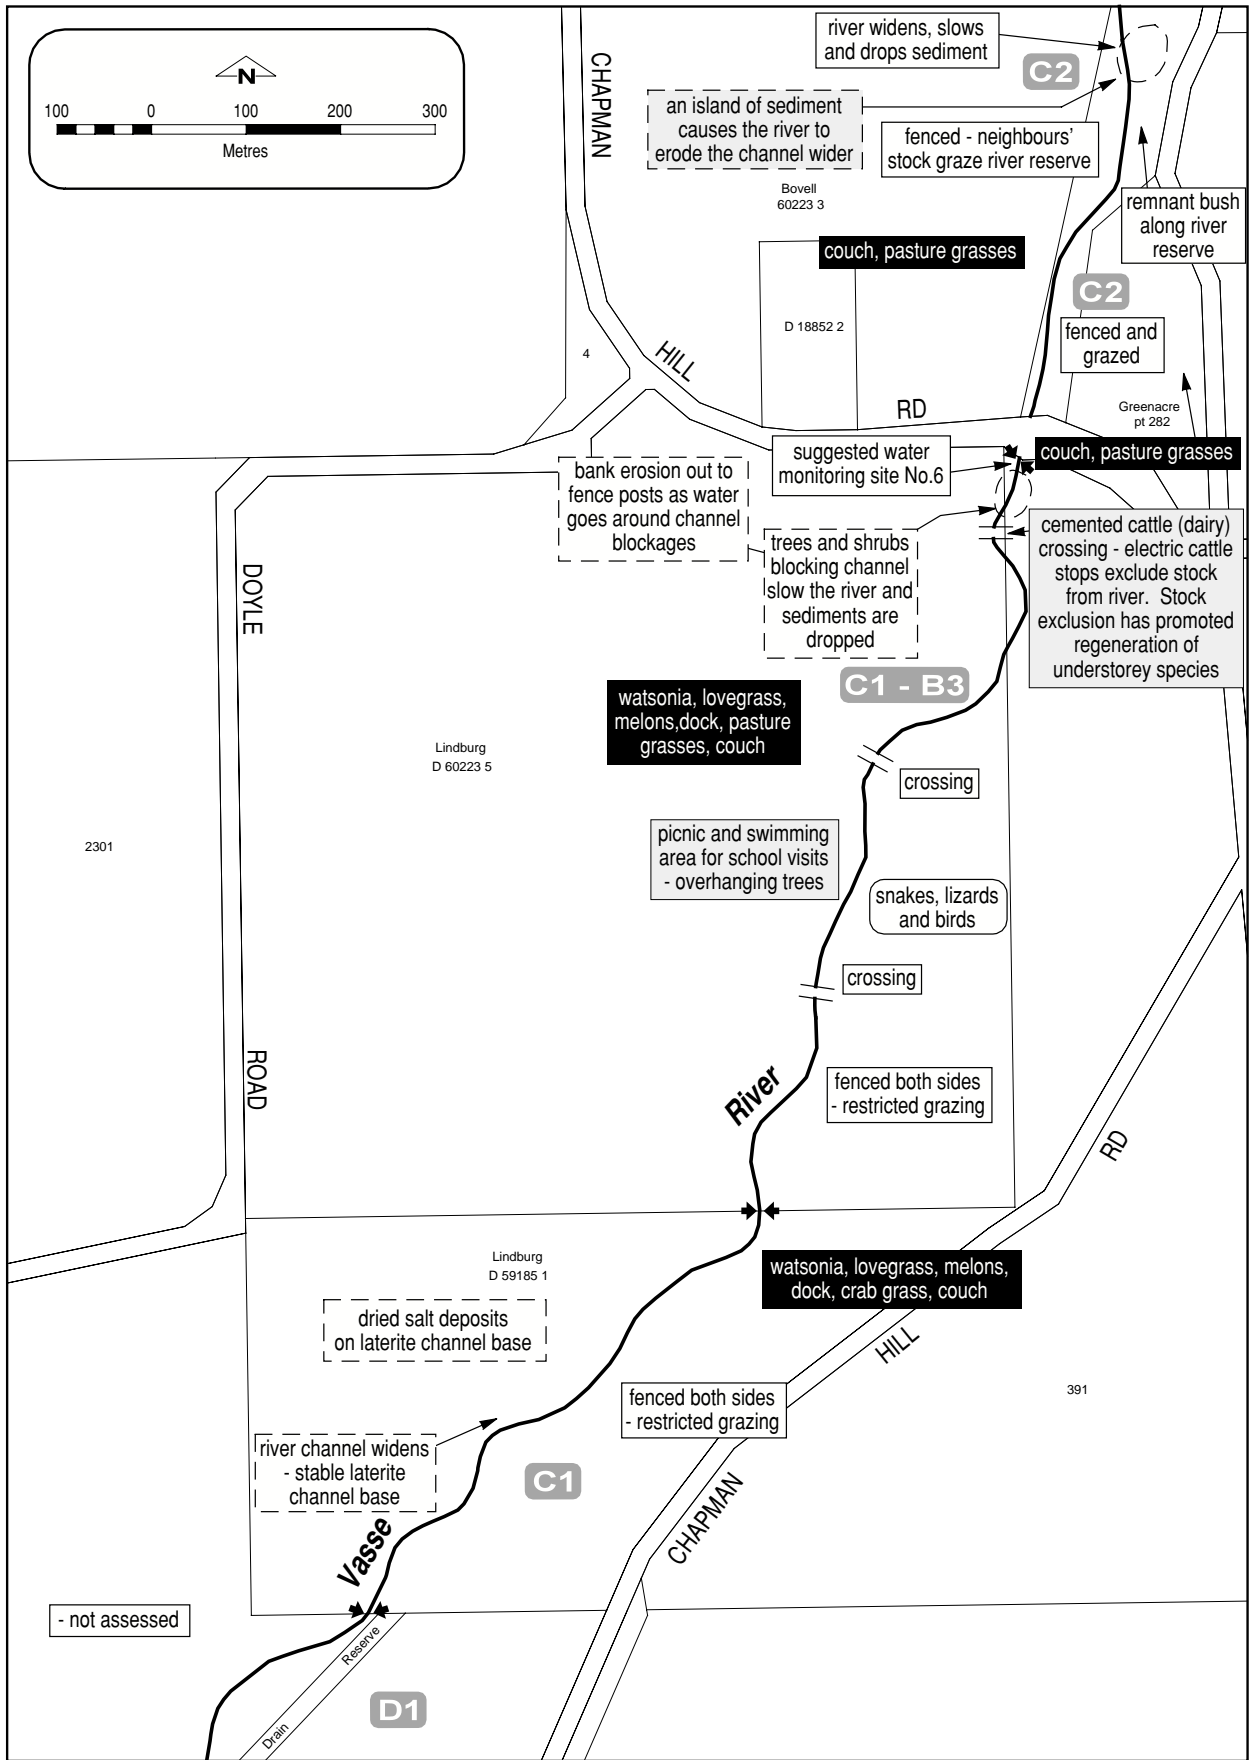 N
100 0 100 200 300
Metres
CHAPMAN
HILL
RD
river widens, slows
and drops sediment
C2
an island of sediment
causes the river to
erode the channel wider
fenced - neighbours'
stock graze river reserve
Bovell
60223 3
remnant bush
along river
reserve
couch, pasture grasses
C2
D 18852 2
fenced and
grazed
4
Greenacre
pt 282
suggested water
monitoring site No.6
couch, pasture grasses
bank erosion out to
fence posts as water
goes around channel
blockages
trees and shrubs
blocking channel
slow the river and
sediments are
dropped
cemented cattle (dairy)
crossing - electric cattle
stops exclude stock
from river. Stock
exclusion has promoted
regeneration of
understorey species
DOYLE
ROAD
C1 - B3
watsonia, lovegrass,
melons,dock, pasture
grasses, couch
Lindburg
D 60223 5
crossing
2301
picnic and swimming
area for school visits
- overhanging trees
snakes, lizards
and birds
crossing
fenced both sides
- restricted grazing
River
RD
HILL
CHAPMAN
Lindburg
D 59185 1
watsonia, lovegrass, melons,
dock, crab grass, couch
dried salt deposits
on laterite channel base
391
fenced both sides
- restricted grazing
river channel widens
- stable laterite
channel base
C1
Vasse
- not assessed
Drain Reserve
D1